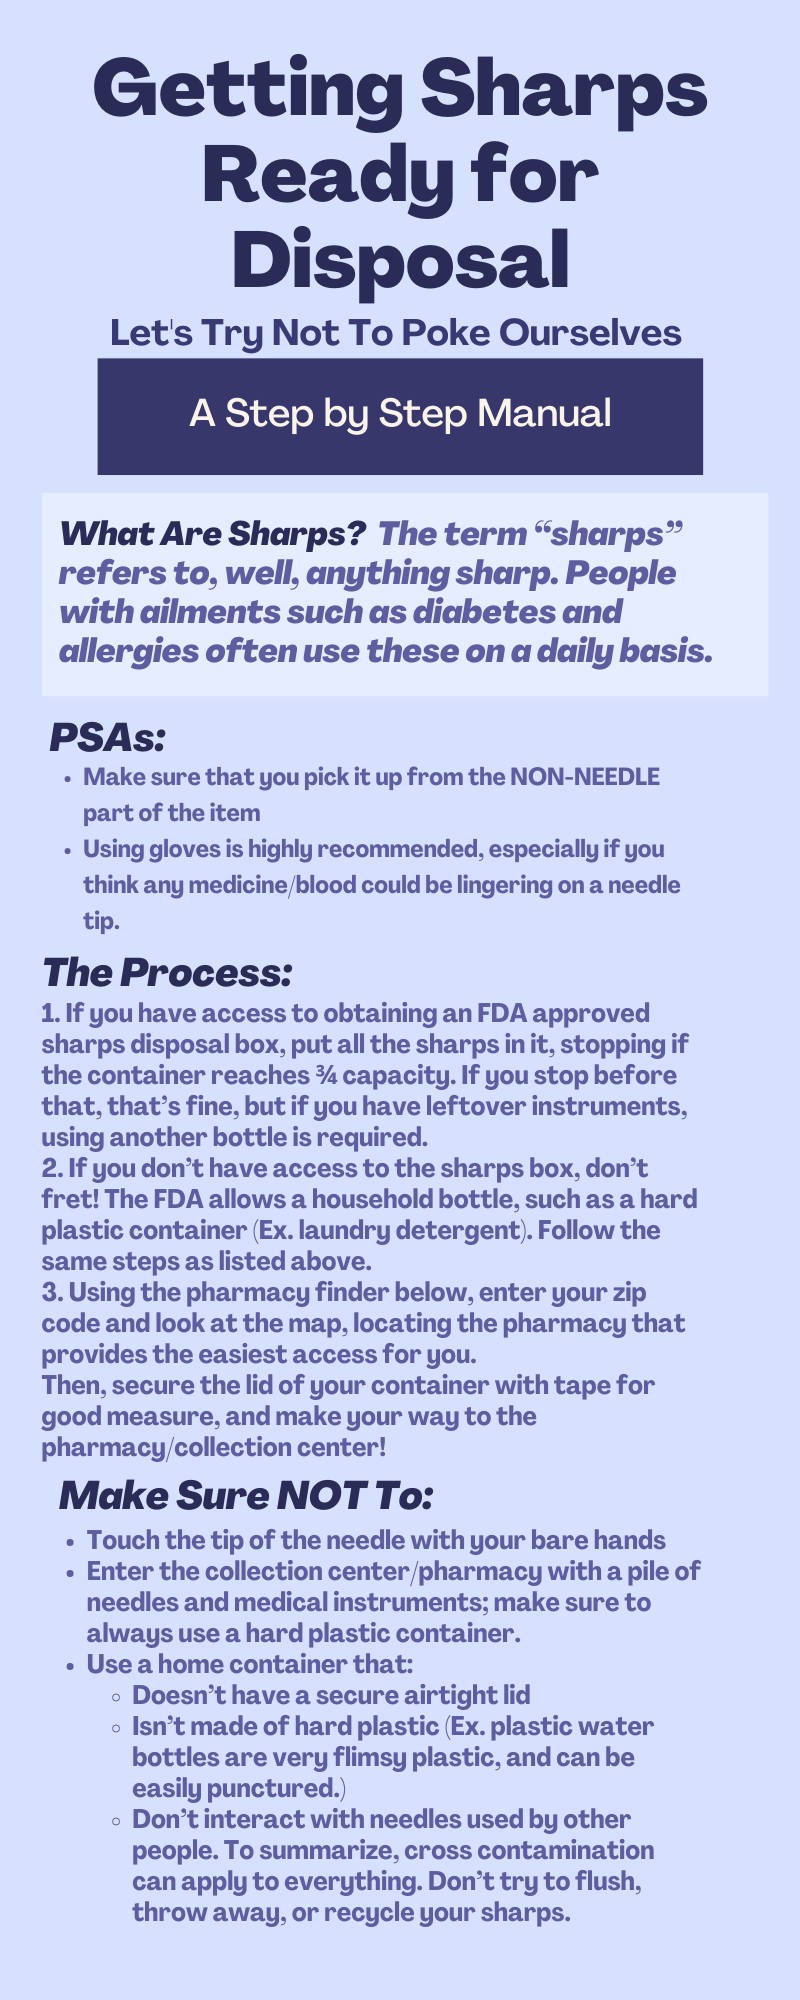 Getting Sharps
Ready for
Disposal
Let's Try Not To Poke Ourselves
A Step by Step Manual
What Are Sharps? The term “sharps”
refers to, well, anything sharp. People
with ailments such as diabetes and
allergies often use these on a daily basis.
PSAs:
• Make sure that you pick it up from the NON-NEEDLE
part of the item
• Using gloves is highly recommended, especially if you
think any medicine/blood could be lingering on a needle
tip.
The Process:
1. If you have access to obtaining an FDA approved
sharps disposal box, put all the sharps in it, stopping if
the container reaches ¾ capacity. If you stop before
that, that’s fine, but if you have leftover instruments,
using another bottle is required.
2. If you don’t have access to the sharps box, don’t
fret! The FDA allows a household bottle, such as a hard
plastic container (Ex. laundry detergent). Follow the
same steps as listed above.
3. Using the pharmacy finder below, enter your zip
code and look at the map, locating the pharmacy that
provides the easiest access for you.
Then, secure the lid of your container with tape for
good measure, and make your way to the
pharmacy/collection center!
Make Sure NOT To:
• Touch the tip of the needle with your bare hands
• Enter the collection center/pharmacy with a pile of
needles and medical instruments; make sure to
always use a hard plastic container.
• Use a home container that:
◦ Doesn’t have a secure airtight lid
◦ Isn’t made of hard plastic (Ex. plastic water
bottles are very flimsy plastic, and can be
easily punctured.)
◦ Don’t interact with needles used by other
people. To summarize, cross contamination
can apply to everything. Don’t try to flush,
throw away, or recycle your sharps.